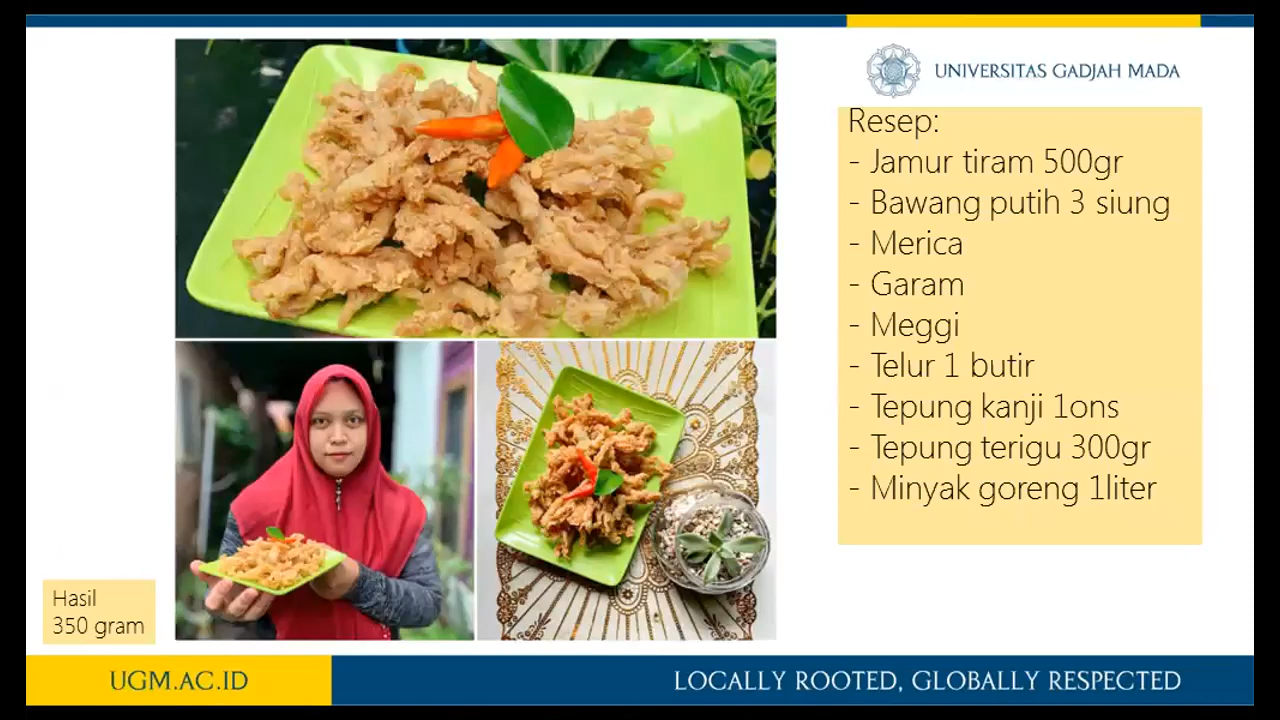 UNIVERSITAS GADJAH MADA
Resep:
- Jamur tiram 500gr
- Bawang putih 3 siung
- Merica
- Garam
- Meggi
- Telur 1 butir
- Tepung kanji 1ons
- Tepung terigu 300gr
- Minyak goreng 1liter
Hasil
350 gram
UGM.AC.ID
LOCALLY ROOTED, GLOBALLY RESPECTED